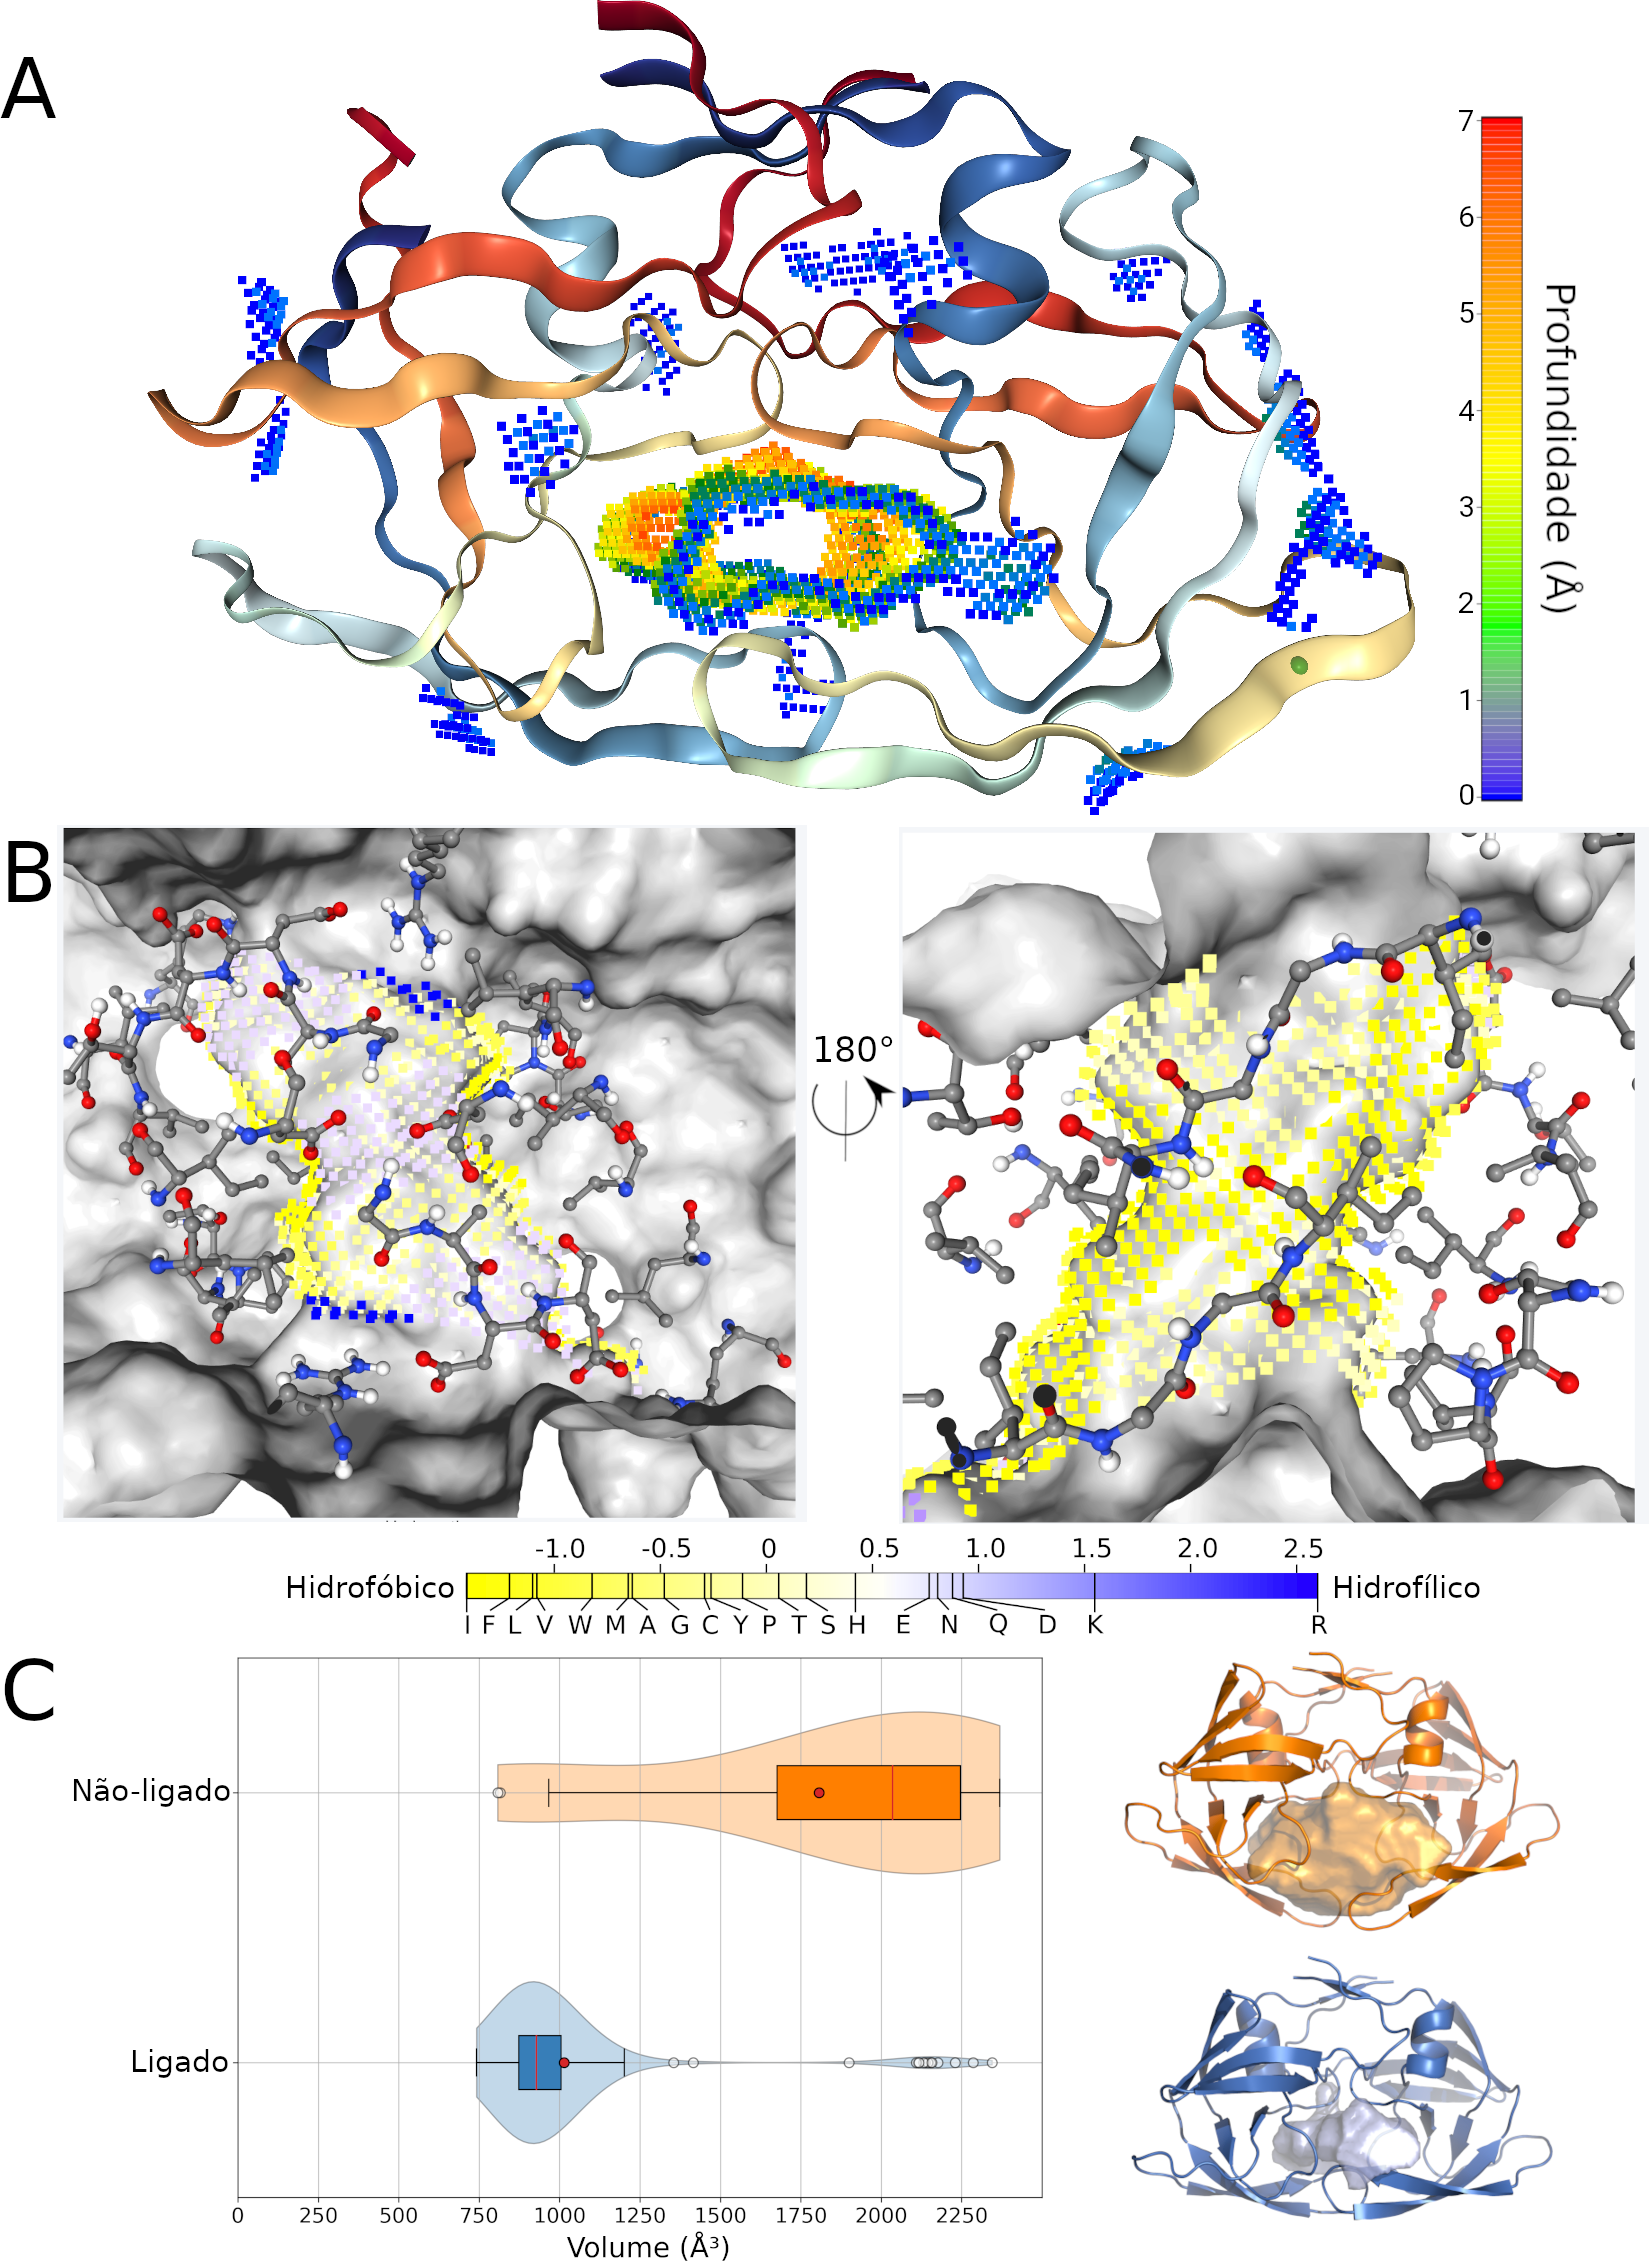 A
7
6
5
4
3
2
1
0
Profundidade (Å)
B
180°
-1.0 -0.5 0 0.5 1.0 1.5 2.0 2.5
Hidrofóbico Hidrofílico
I F L V W M A G C Y P T S H E N Q D K R
C
Não-ligado
Ligado
0 250 500 750 1000 1250 1500 1750 2000 2250
Volume (Å³)